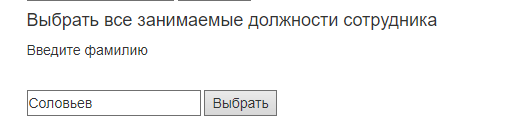 Выбрать все занимаемые должности сотрудника
Введите фамилию
Соловьев Выбрать